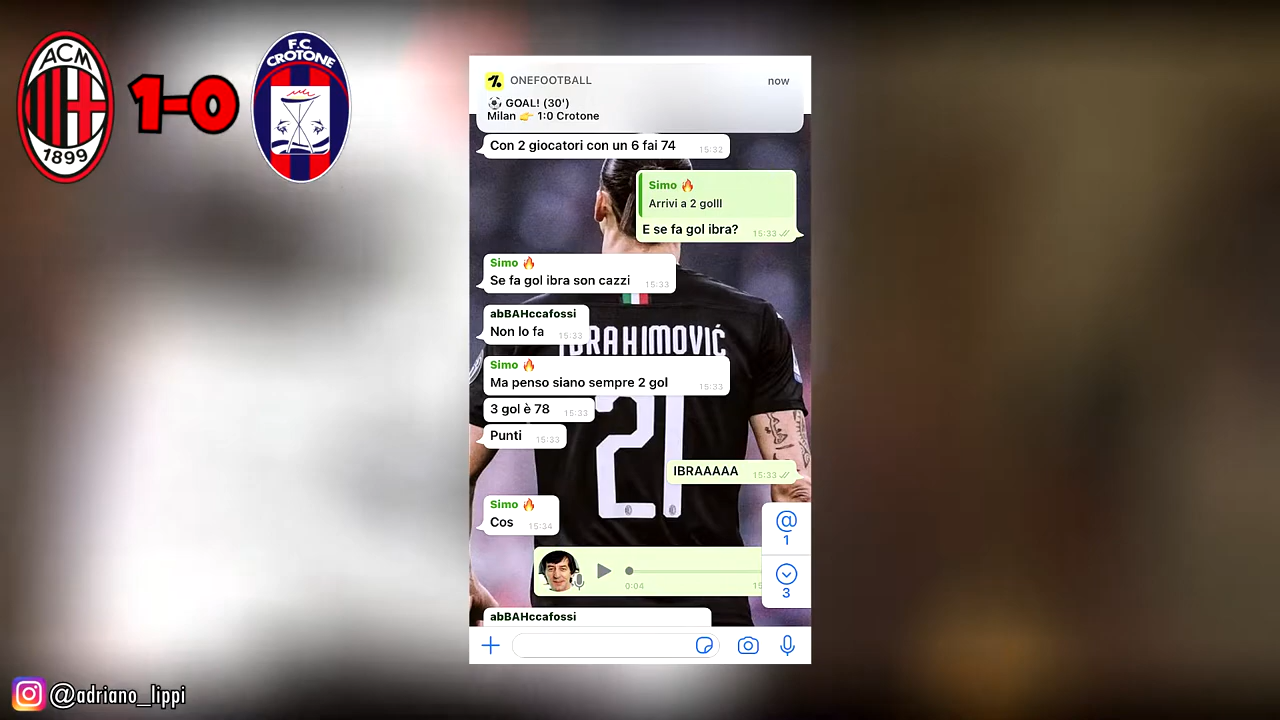 ACM
1899
1-0
F.C.
CROTONE
ONEFOOTBALL
now
GOAL! (30')
Milan 👉 1:0 Crotone
Con 2 giocatori con un 6 fai 74
15:32
Simo 🔥
Arrivi a 2 golll
E se fa gol ibra?
15:33
Simo 🔥
Se fa gol ibra son cazzi
15:33
abBAHccafossi
Non lo fa
15:33
IBRAHIMOVIĆ
Simo 🔥
Ma penso siano sempre 2 gol
15:33
3 gol è 78
15:33
Punti
15:33
21
IBRAAAAA
15:33
Simo 🔥
Cos
15:34
@
1
0:04
3
abBAHccafossi
@adriano_lippi